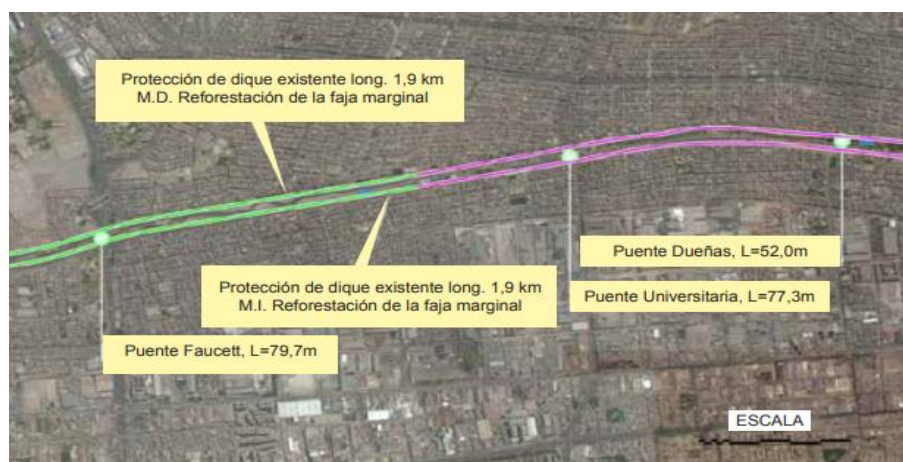 Protección de dique existente long. 1,9 km
M.D. Reforestación de la faja marginal
Puente Dueñas, L=52,0m
Protección de dique existente long. 1,9 km
M.I. Reforestación de la faja marginal
Puente Universitaria, L=77,3m
Puente Faucett, L=79,7m
ESCALA